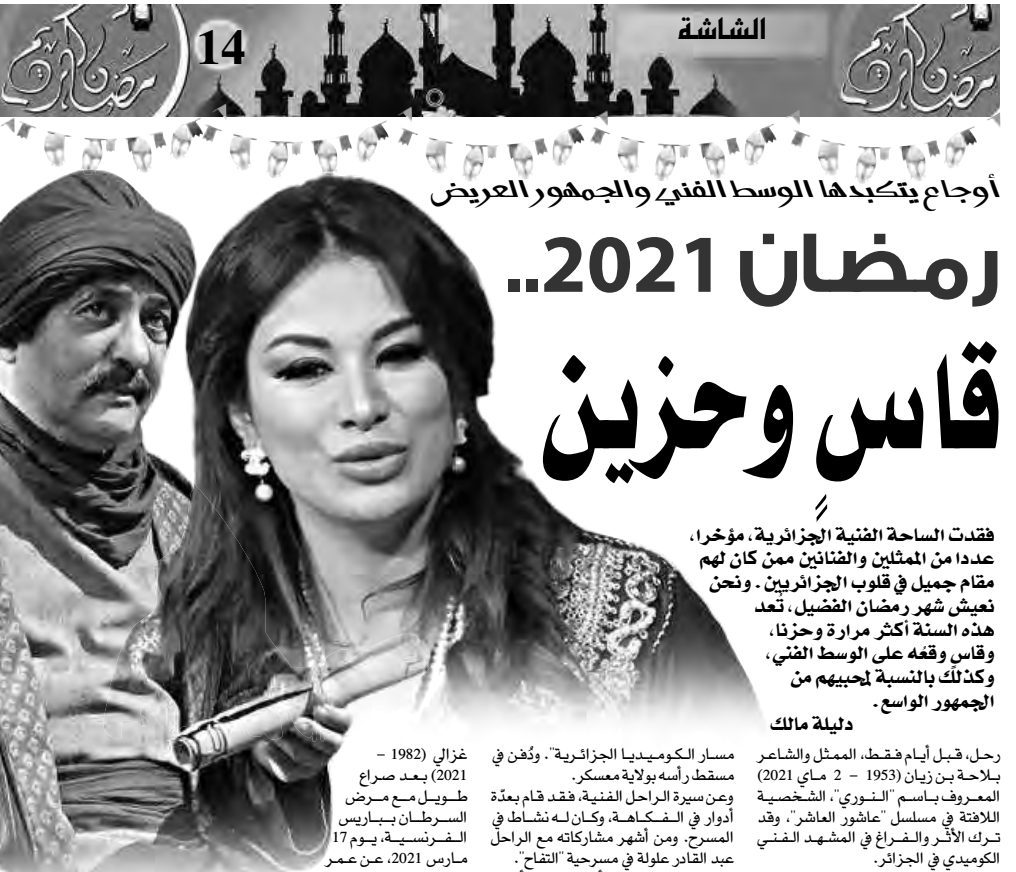 الشاشة
14
رمضان كريم
رمضان كريم
أوجاع يتكبدها الوسط الفني والجمهور العريض
رمضان 2021..
قاسٍ وحزين
فقدت الساحة الفنية الجزائرية، مؤخرا،
عددا من الممثلين والفنانين ممن كان لهم
مقام جميل في قلوب الجزائريين. ونحن
نعيش شهر رمضان الفضيل، تُعد
هذه السنة أكثر مرارة وحزنا،
وقاسٍ وقعُه على الوسط الفني،
وكذلك بالنسبة لمحبيهم من
الجمهور الواسع.
دليلة مالك
رحل، قبل أيام فقط، الممثل والشاعر
بلاحة بن زيان (1953 – 2 ماي 2021)
المعروف باسم "النوري"، الشخصية
اللافتة في مسلسل "عاشور العاشر"، وقد
ترك الأثر والفراغ في المشهد الفني
الكوميدي في الجزائر.
مسار الكوميديا الجزائرية". ودُفن في
مسقط رأسه بولاية معسكر.
وعن سيرة الراحل الفنية، فقد قام بعدّة
أدوار في الفكاهة، وكان له نشاط في
المسرح. ومن أشهر مشاركاته مع الراحل
عبد القادر علولة في مسرحية "التفاح".
غزالي (1982 –
2021) بعد صراع
طويل مع مرض
السرطان بباريس
الفرنسية، يوم 17
مارس 2021، عن عمر